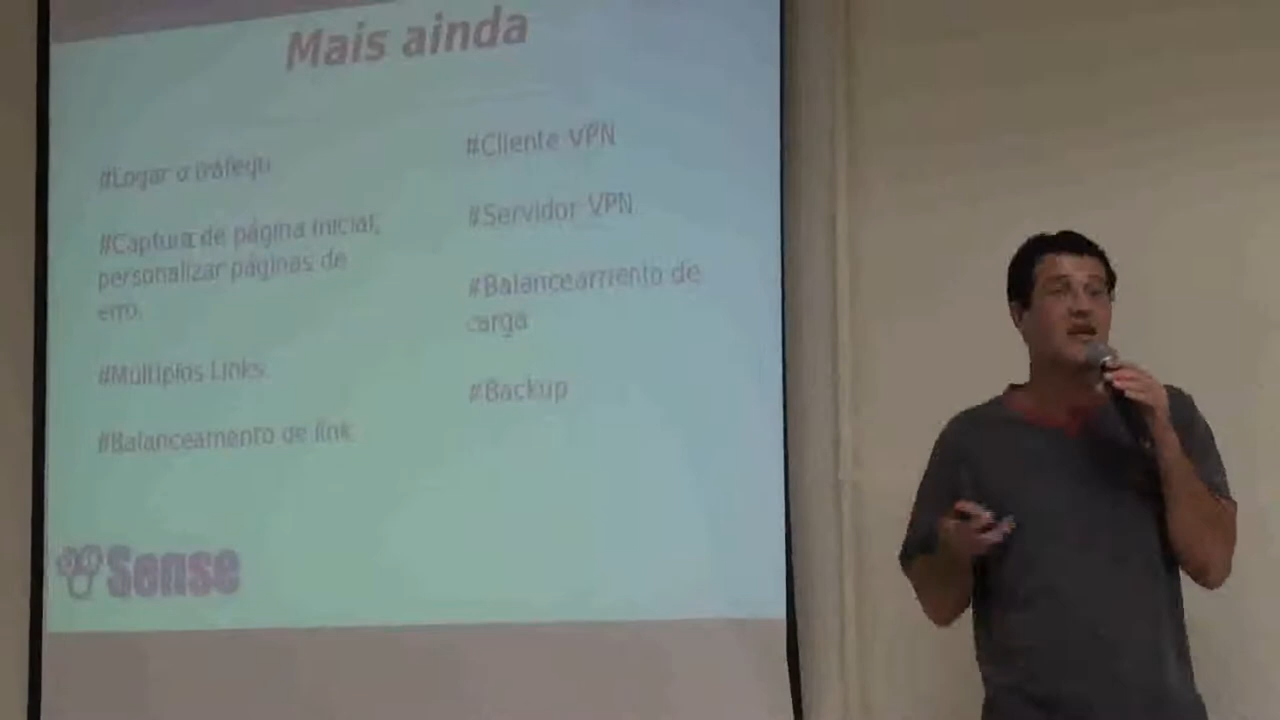 Mais ainda
#Logar o tráfego
#Captura de página inicial,
personalizar páginas de
erro.
#Múltiplos Links
#Balanceamento de link
#Cliente VPN
#Servidor VPN
#Balanceamento de
carga
#Backup
Sense